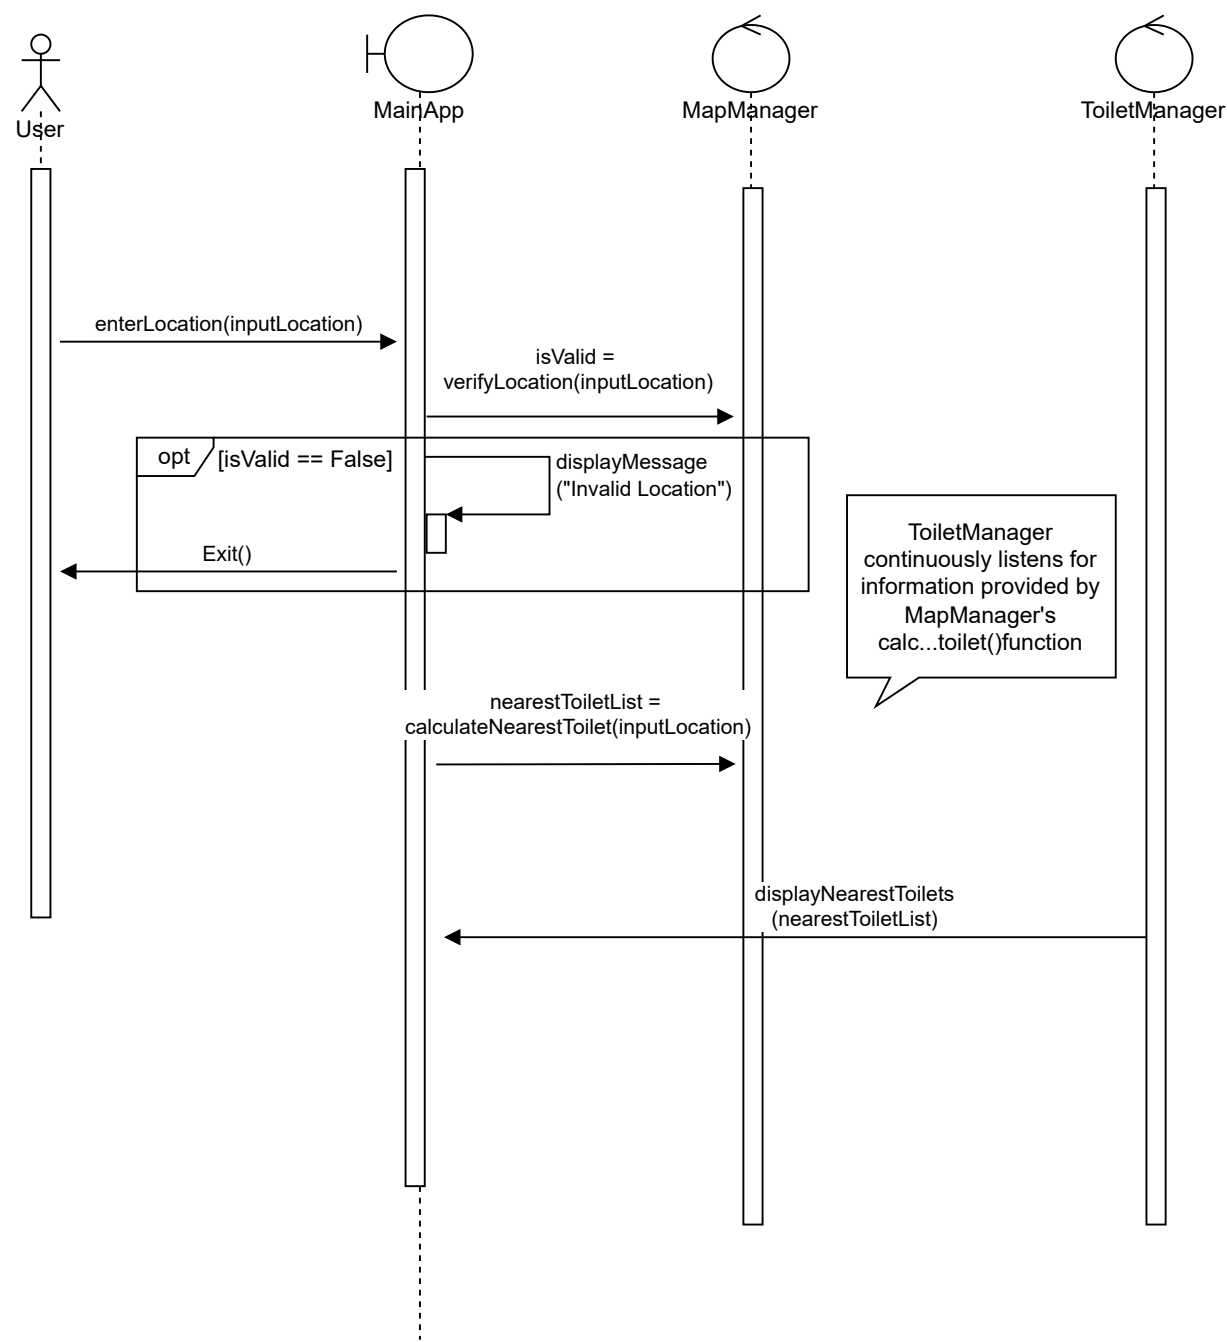 User
MainApp
MapManager
ToiletManager
enterLocation(inputLocation)
isValid =
verifyLocation(inputLocation)
opt
[isValid == False]
displayMessage
("Invalid Location")
Exit()
ToiletManager
continuously listens for
information provided by
MapManager's
calc...toilet()function
nearestToiletList =
calculateNearestToilet(inputLocation)
displayNearestToilets
(nearestToiletList)